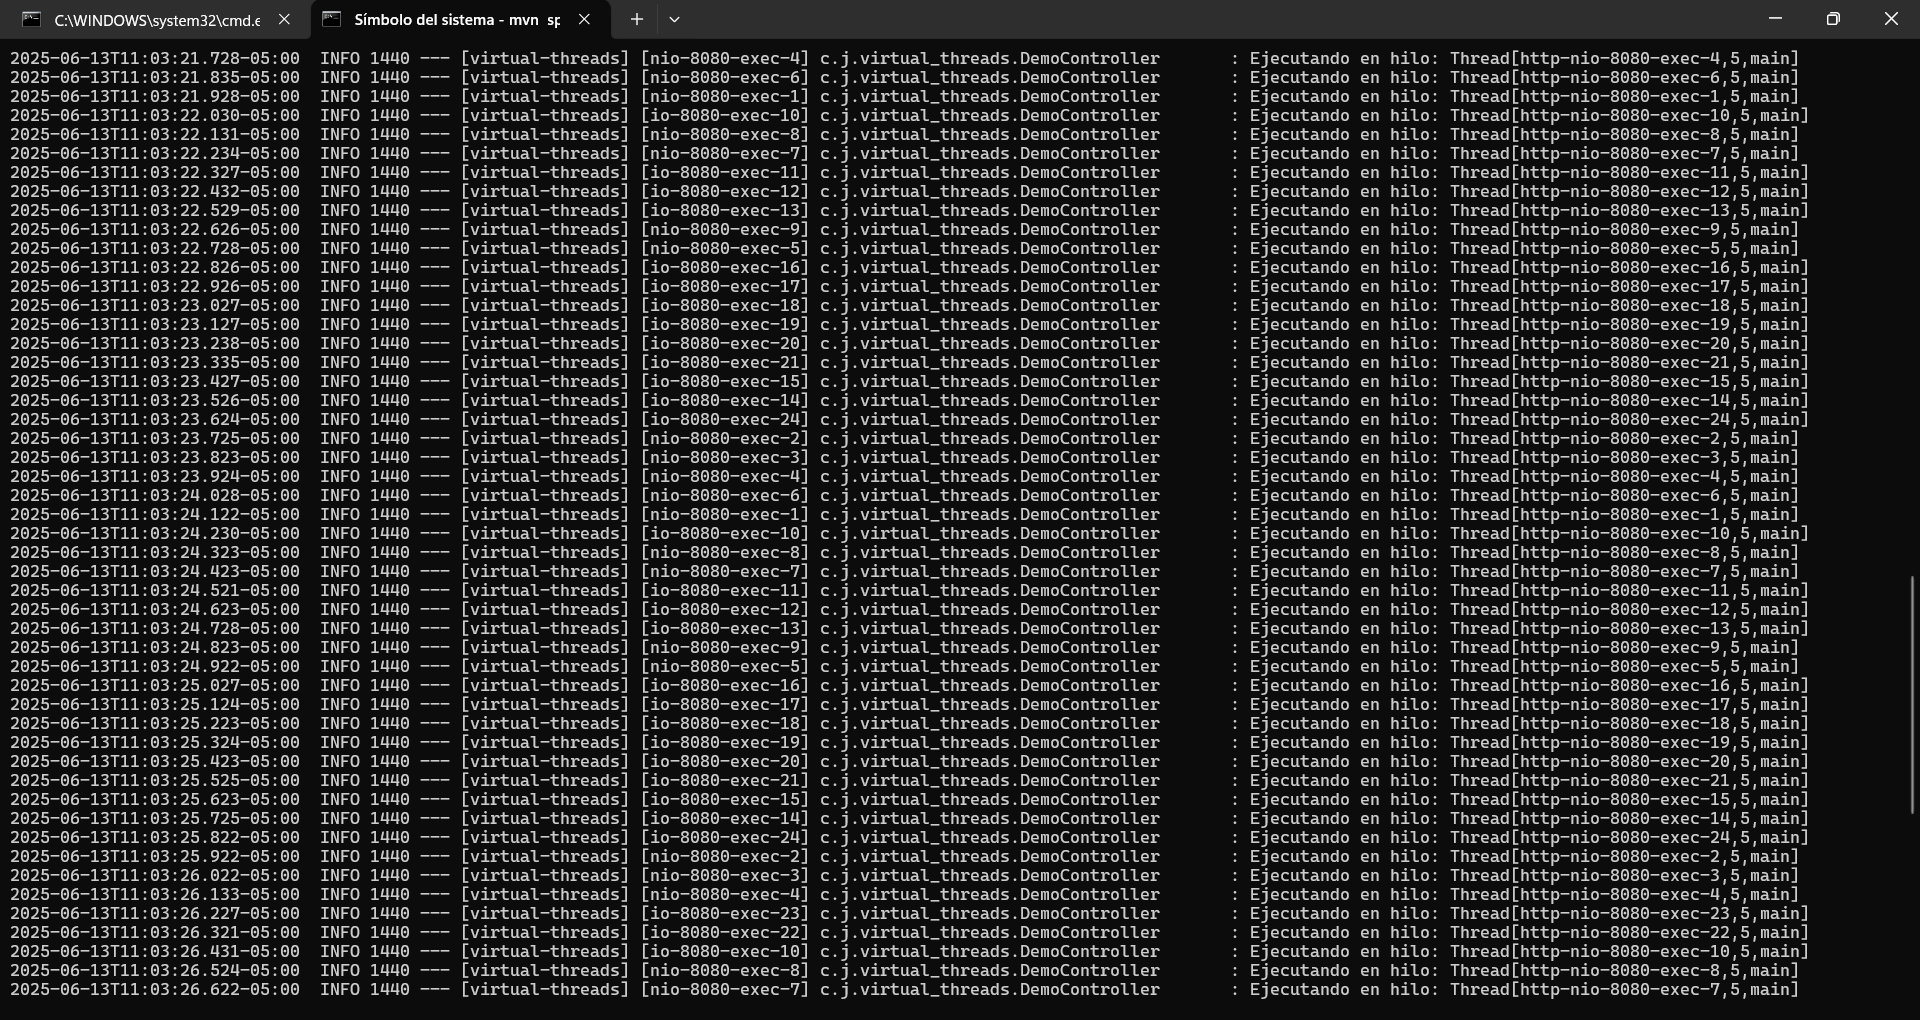 C:\WINDOWS\system32\cmd.e
Símbolo del sistema - mvn sp
2025-06-13T11:03:21.728-05:00  INFO 1440 --- [virtual-threads] [nio-8080-exec-4] c.j.virtual_threads.DemoController       : Ejecutando en hilo: Thread[http-nio-8080-exec-4,5,main]
2025-06-13T11:03:21.835-05:00  INFO 1440 --- [virtual-threads] [nio-8080-exec-6] c.j.virtual_threads.DemoController       : Ejecutando en hilo: Thread[http-nio-8080-exec-6,5,main]
2025-06-13T11:03:21.928-05:00  INFO 1440 --- [virtual-threads] [nio-8080-exec-1] c.j.virtual_threads.DemoController       : Ejecutando en hilo: Thread[http-nio-8080-exec-1,5,main]
2025-06-13T11:03:22.030-05:00  INFO 1440 --- [virtual-threads] [io-8080-exec-10] c.j.virtual_threads.DemoController       : Ejecutando en hilo: Thread[http-nio-8080-exec-10,5,main]
2025-06-13T11:03:22.131-05:00  INFO 1440 --- [virtual-threads] [nio-8080-exec-8] c.j.virtual_threads.DemoController       : Ejecutando en hilo: Thread[http-nio-8080-exec-8,5,main]
2025-06-13T11:03:22.234-05:00  INFO 1440 --- [virtual-threads] [nio-8080-exec-7] c.j.virtual_threads.DemoController       : Ejecutando en hilo: Thread[http-nio-8080-exec-7,5,main]
2025-06-13T11:03:22.327-05:00  INFO 1440 --- [virtual-threads] [io-8080-exec-11] c.j.virtual_threads.DemoController       : Ejecutando en hilo: Thread[http-nio-8080-exec-11,5,main]
2025-06-13T11:03:22.432-05:00  INFO 1440 --- [virtual-threads] [io-8080-exec-12] c.j.virtual_threads.DemoController       : Ejecutando en hilo: Thread[http-nio-8080-exec-12,5,main]
2025-06-13T11:03:22.529-05:00  INFO 1440 --- [virtual-threads] [io-8080-exec-13] c.j.virtual_threads.DemoController       : Ejecutando en hilo: Thread[http-nio-8080-exec-13,5,main]
2025-06-13T11:03:22.626-05:00  INFO 1440 --- [virtual-threads] [nio-8080-exec-9] c.j.virtual_threads.DemoController       : Ejecutando en hilo: Thread[http-nio-8080-exec-9,5,main]
2025-06-13T11:03:22.728-05:00  INFO 1440 --- [virtual-threads] [nio-8080-exec-5] c.j.virtual_threads.DemoController       : Ejecutando en hilo: Thread[http-nio-8080-exec-5,5,main]
2025-06-13T11:03:22.826-05:00  INFO 1440 --- [virtual-threads] [io-8080-exec-16] c.j.virtual_threads.DemoController       : Ejecutando en hilo: Thread[http-nio-8080-exec-16,5,main]
2025-06-13T11:03:22.926-05:00  INFO 1440 --- [virtual-threads] [io-8080-exec-17] c.j.virtual_threads.DemoController       : Ejecutando en hilo: Thread[http-nio-8080-exec-17,5,main]
2025-06-13T11:03:23.027-05:00  INFO 1440 --- [virtual-threads] [io-8080-exec-18] c.j.virtual_threads.DemoController       : Ejecutando en hilo: Thread[http-nio-8080-exec-18,5,main]
2025-06-13T11:03:23.127-05:00  INFO 1440 --- [virtual-threads] [io-8080-exec-19] c.j.virtual_threads.DemoController       : Ejecutando en hilo: Thread[http-nio-8080-exec-19,5,main]
2025-06-13T11:03:23.238-05:00  INFO 1440 --- [virtual-threads] [io-8080-exec-20] c.j.virtual_threads.DemoController       : Ejecutando en hilo: Thread[http-nio-8080-exec-20,5,main]
2025-06-13T11:03:23.335-05:00  INFO 1440 --- [virtual-threads] [io-8080-exec-21] c.j.virtual_threads.DemoController       : Ejecutando en hilo: Thread[http-nio-8080-exec-21,5,main]
2025-06-13T11:03:23.427-05:00  INFO 1440 --- [virtual-threads] [io-8080-exec-15] c.j.virtual_threads.DemoController       : Ejecutando en hilo: Thread[http-nio-8080-exec-15,5,main]
2025-06-13T11:03:23.526-05:00  INFO 1440 --- [virtual-threads] [io-8080-exec-14] c.j.virtual_threads.DemoController       : Ejecutando en hilo: Thread[http-nio-8080-exec-14,5,main]
2025-06-13T11:03:23.624-05:00  INFO 1440 --- [virtual-threads] [io-8080-exec-24] c.j.virtual_threads.DemoController       : Ejecutando en hilo: Thread[http-nio-8080-exec-24,5,main]
2025-06-13T11:03:23.725-05:00  INFO 1440 --- [virtual-threads] [nio-8080-exec-2] c.j.virtual_threads.DemoController       : Ejecutando en hilo: Thread[http-nio-8080-exec-2,5,main]
2025-06-13T11:03:23.823-05:00  INFO 1440 --- [virtual-threads] [nio-8080-exec-3] c.j.virtual_threads.DemoController       : Ejecutando en hilo: Thread[http-nio-8080-exec-3,5,main]
2025-06-13T11:03:23.924-05:00  INFO 1440 --- [virtual-threads] [nio-8080-exec-4] c.j.virtual_threads.DemoController       : Ejecutando en hilo: Thread[http-nio-8080-exec-4,5,main]
2025-06-13T11:03:24.028-05:00  INFO 1440 --- [virtual-threads] [nio-8080-exec-6] c.j.virtual_threads.DemoController       : Ejecutando en hilo: Thread[http-nio-8080-exec-6,5,main]
2025-06-13T11:03:24.122-05:00  INFO 1440 --- [virtual-threads] [nio-8080-exec-1] c.j.virtual_threads.DemoController       : Ejecutando en hilo: Thread[http-nio-8080-exec-1,5,main]
2025-06-13T11:03:24.230-05:00  INFO 1440 --- [virtual-threads] [io-8080-exec-10] c.j.virtual_threads.DemoController       : Ejecutando en hilo: Thread[http-nio-8080-exec-10,5,main]
2025-06-13T11:03:24.323-05:00  INFO 1440 --- [virtual-threads] [nio-8080-exec-8] c.j.virtual_threads.DemoController       : Ejecutando en hilo: Thread[http-nio-8080-exec-8,5,main]
2025-06-13T11:03:24.423-05:00  INFO 1440 --- [virtual-threads] [nio-8080-exec-7] c.j.virtual_threads.DemoController       : Ejecutando en hilo: Thread[http-nio-8080-exec-7,5,main]
2025-06-13T11:03:24.521-05:00  INFO 1440 --- [virtual-threads] [io-8080-exec-11] c.j.virtual_threads.DemoController       : Ejecutando en hilo: Thread[http-nio-8080-exec-11,5,main]
2025-06-13T11:03:24.623-05:00  INFO 1440 --- [virtual-threads] [io-8080-exec-12] c.j.virtual_threads.DemoController       : Ejecutando en hilo: Thread[http-nio-8080-exec-12,5,main]
2025-06-13T11:03:24.728-05:00  INFO 1440 --- [virtual-threads] [io-8080-exec-13] c.j.virtual_threads.DemoController       : Ejecutando en hilo: Thread[http-nio-8080-exec-13,5,main]
2025-06-13T11:03:24.823-05:00  INFO 1440 --- [virtual-threads] [nio-8080-exec-9] c.j.virtual_threads.DemoController       : Ejecutando en hilo: Thread[http-nio-8080-exec-9,5,main]
2025-06-13T11:03:24.922-05:00  INFO 1440 --- [virtual-threads] [nio-8080-exec-5] c.j.virtual_threads.DemoController       : Ejecutando en hilo: Thread[http-nio-8080-exec-5,5,main]
2025-06-13T11:03:25.027-05:00  INFO 1440 --- [virtual-threads] [io-8080-exec-16] c.j.virtual_threads.DemoController       : Ejecutando en hilo: Thread[http-nio-8080-exec-16,5,main]
2025-06-13T11:03:25.124-05:00  INFO 1440 --- [virtual-threads] [io-8080-exec-17] c.j.virtual_threads.DemoController       : Ejecutando en hilo: Thread[http-nio-8080-exec-17,5,main]
2025-06-13T11:03:25.223-05:00  INFO 1440 --- [virtual-threads] [io-8080-exec-18] c.j.virtual_threads.DemoController       : Ejecutando en hilo: Thread[http-nio-8080-exec-18,5,main]
2025-06-13T11:03:25.324-05:00  INFO 1440 --- [virtual-threads] [io-8080-exec-19] c.j.virtual_threads.DemoController       : Ejecutando en hilo: Thread[http-nio-8080-exec-19,5,main]
2025-06-13T11:03:25.423-05:00  INFO 1440 --- [virtual-threads] [io-8080-exec-20] c.j.virtual_threads.DemoController       : Ejecutando en hilo: Thread[http-nio-8080-exec-20,5,main]
2025-06-13T11:03:25.525-05:00  INFO 1440 --- [virtual-threads] [io-8080-exec-21] c.j.virtual_threads.DemoController       : Ejecutando en hilo: Thread[http-nio-8080-exec-21,5,main]
2025-06-13T11:03:25.623-05:00  INFO 1440 --- [virtual-threads] [io-8080-exec-15] c.j.virtual_threads.DemoController       : Ejecutando en hilo: Thread[http-nio-8080-exec-15,5,main]
2025-06-13T11:03:25.725-05:00  INFO 1440 --- [virtual-threads] [io-8080-exec-14] c.j.virtual_threads.DemoController       : Ejecutando en hilo: Thread[http-nio-8080-exec-14,5,main]
2025-06-13T11:03:25.822-05:00  INFO 1440 --- [virtual-threads] [io-8080-exec-24] c.j.virtual_threads.DemoController       : Ejecutando en hilo: Thread[http-nio-8080-exec-24,5,main]
2025-06-13T11:03:25.922-05:00  INFO 1440 --- [virtual-threads] [nio-8080-exec-2] c.j.virtual_threads.DemoController       : Ejecutando en hilo: Thread[http-nio-8080-exec-2,5,main]
2025-06-13T11:03:26.022-05:00  INFO 1440 --- [virtual-threads] [nio-8080-exec-3] c.j.virtual_threads.DemoController       : Ejecutando en hilo: Thread[http-nio-8080-exec-3,5,main]
2025-06-13T11:03:26.133-05:00  INFO 1440 --- [virtual-threads] [nio-8080-exec-4] c.j.virtual_threads.DemoController       : Ejecutando en hilo: Thread[http-nio-8080-exec-4,5,main]
2025-06-13T11:03:26.227-05:00  INFO 1440 --- [virtual-threads] [io-8080-exec-23] c.j.virtual_threads.DemoController       : Ejecutando en hilo: Thread[http-nio-8080-exec-23,5,main]
2025-06-13T11:03:26.321-05:00  INFO 1440 --- [virtual-threads] [io-8080-exec-22] c.j.virtual_threads.DemoController       : Ejecutando en hilo: Thread[http-nio-8080-exec-22,5,main]
2025-06-13T11:03:26.431-05:00  INFO 1440 --- [virtual-threads] [io-8080-exec-10] c.j.virtual_threads.DemoController       : Ejecutando en hilo: Thread[http-nio-8080-exec-10,5,main]
2025-06-13T11:03:26.524-05:00  INFO 1440 --- [virtual-threads] [nio-8080-exec-8] c.j.virtual_threads.DemoController       : Ejecutando en hilo: Thread[http-nio-8080-exec-8,5,main]
2025-06-13T11:03:26.622-05:00  INFO 1440 --- [virtual-threads] [nio-8080-exec-7] c.j.virtual_threads.DemoController       : Ejecutando en hilo: Thread[http-nio-8080-exec-7,5,main]